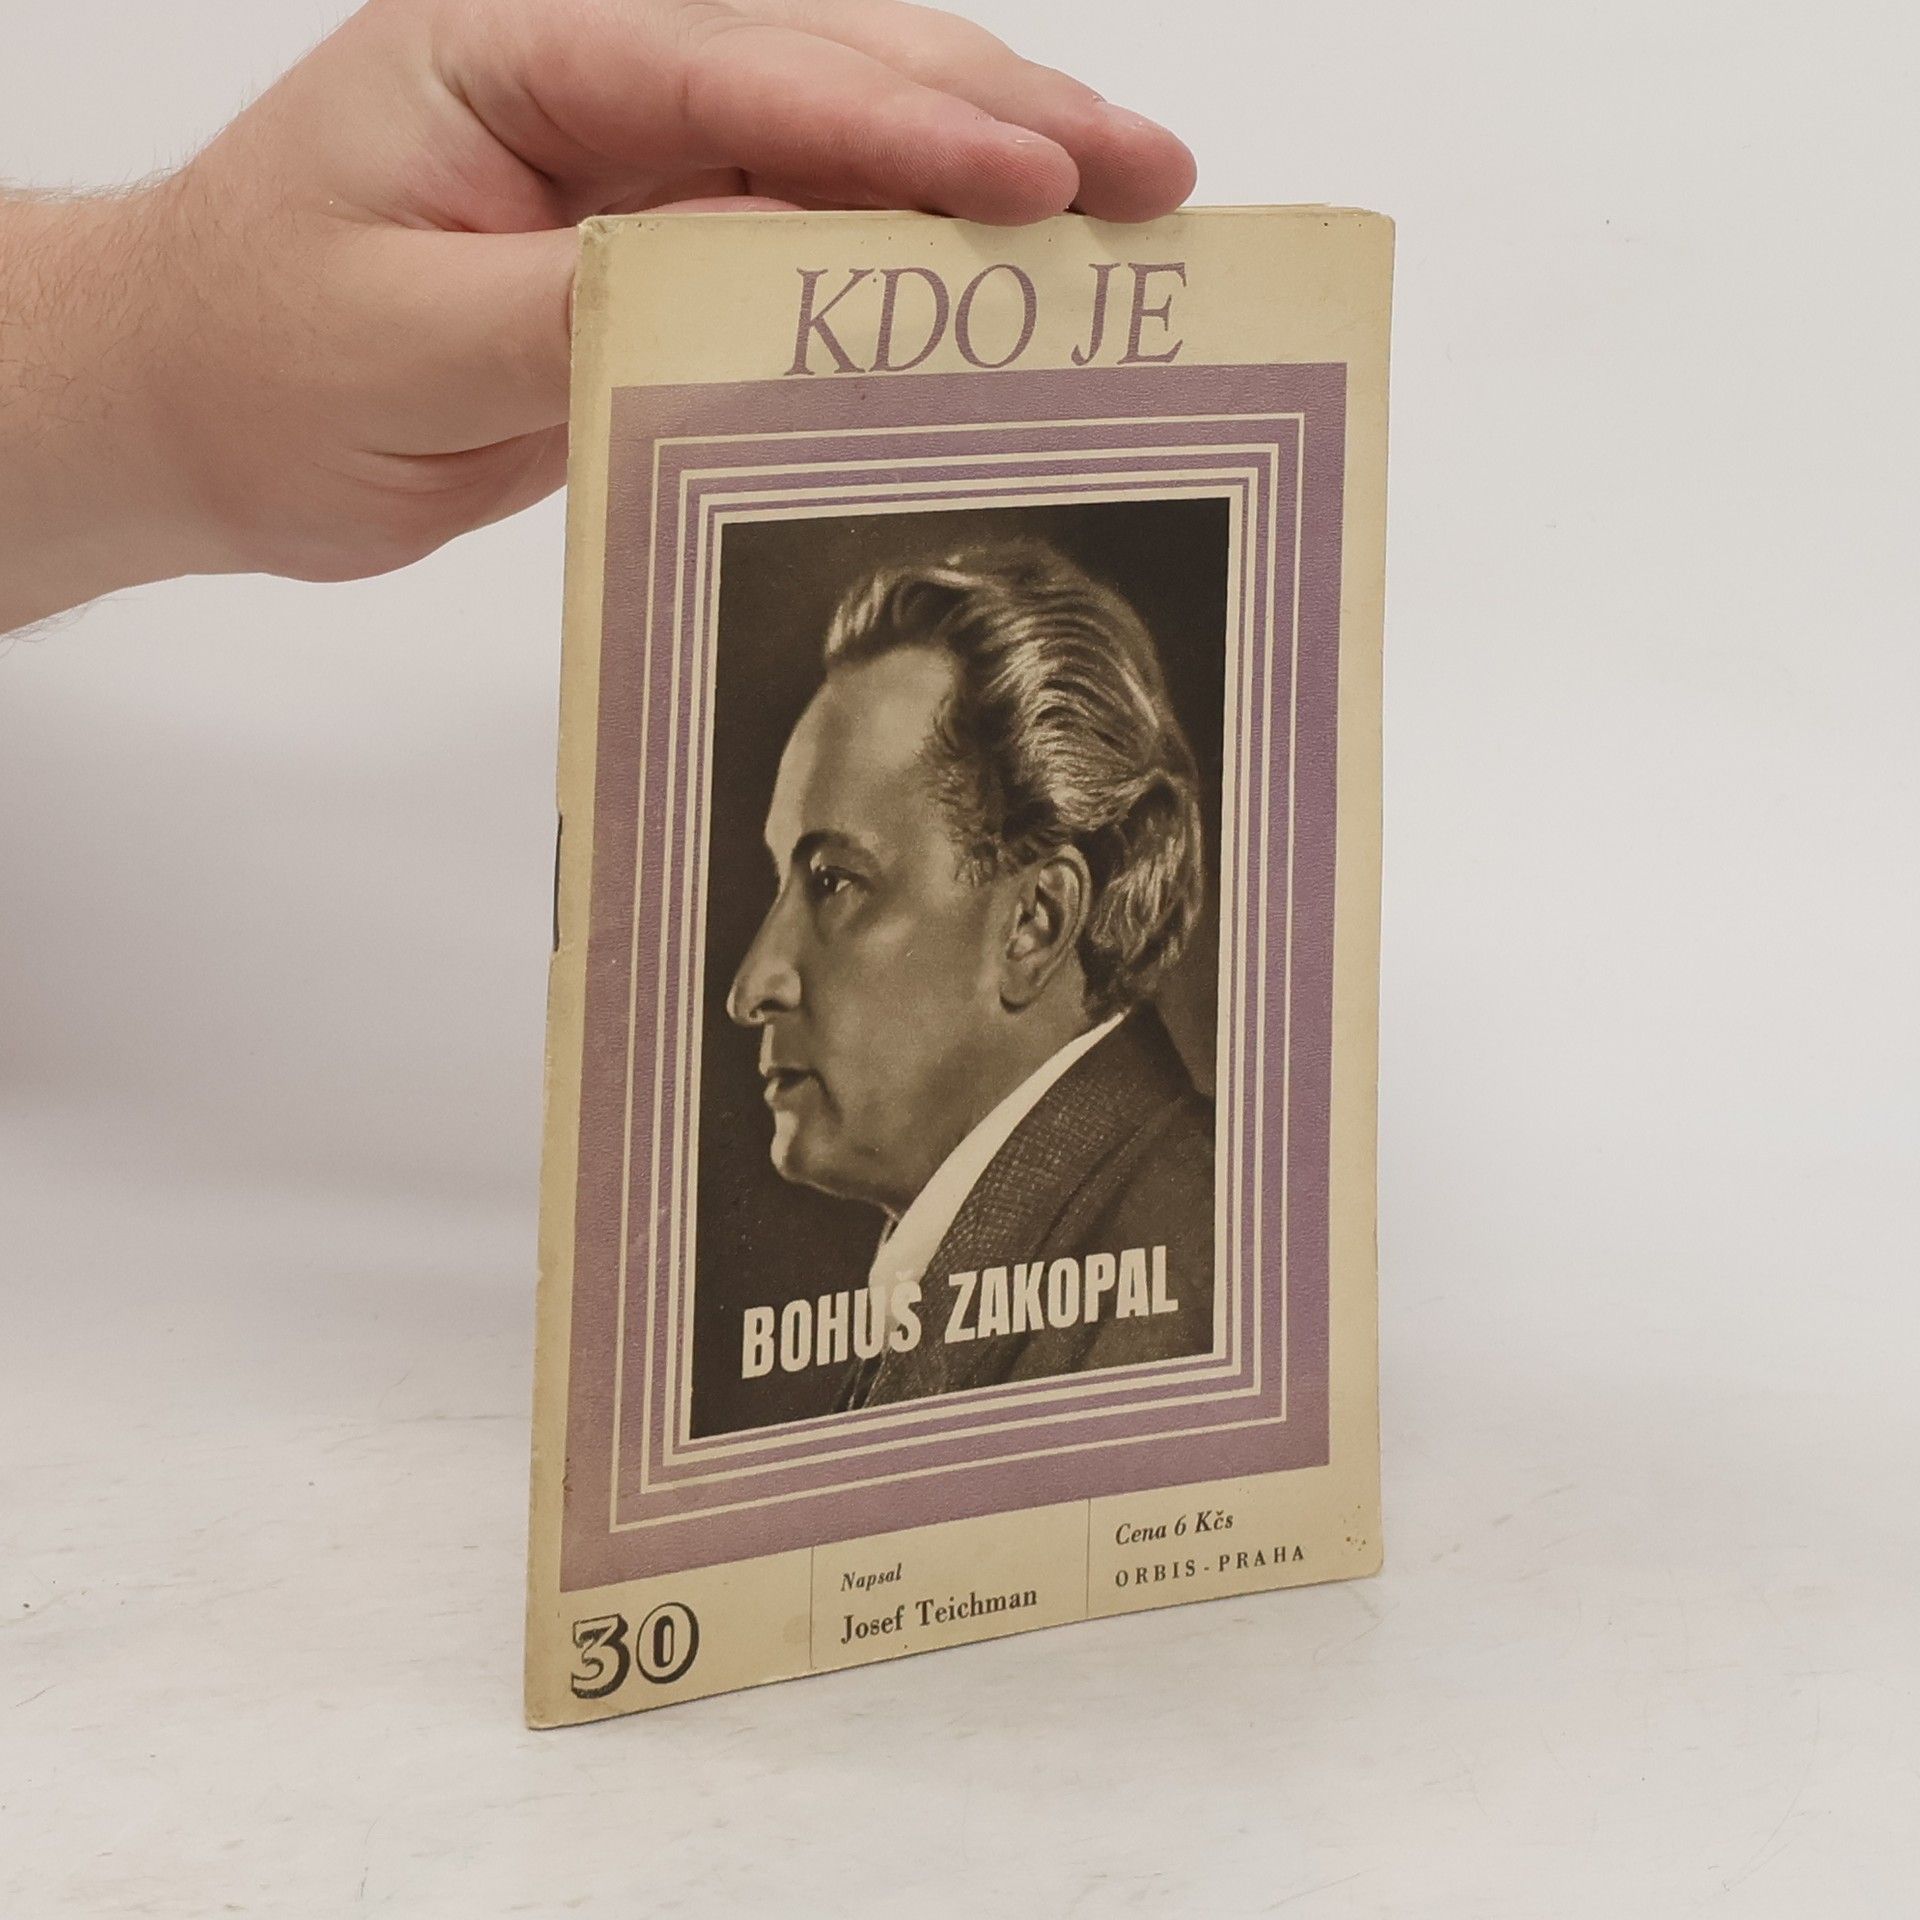 KDO JE
BOHUŠ ZAKOPAL
30
Napsal
Josef Teichman
Cena 6 Kčs
ORBIS - PRAHA